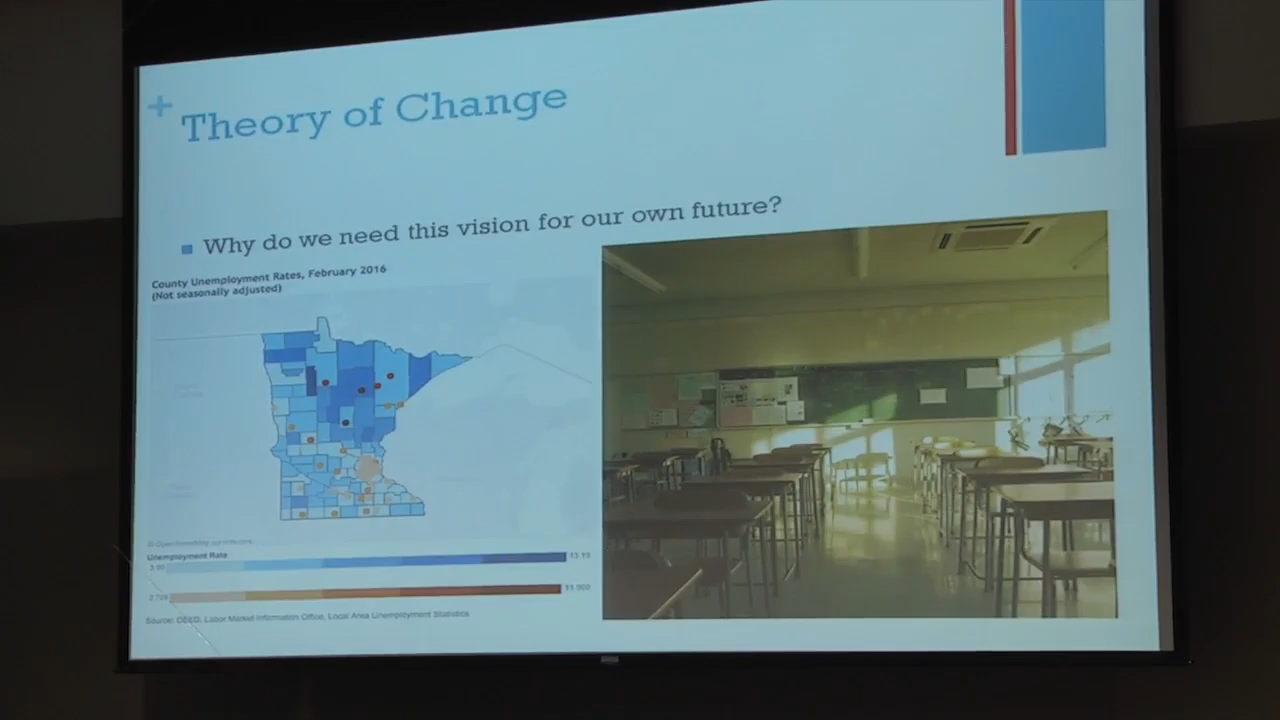 + Theory of Change
Why do we need this vision for our own future?
County Unemployment Rates, February 2016
(Not seasonally adjusted)
Unemployment Rate
Source: DEED, Labor Market Information Office, Local Area Unemployment Statistics